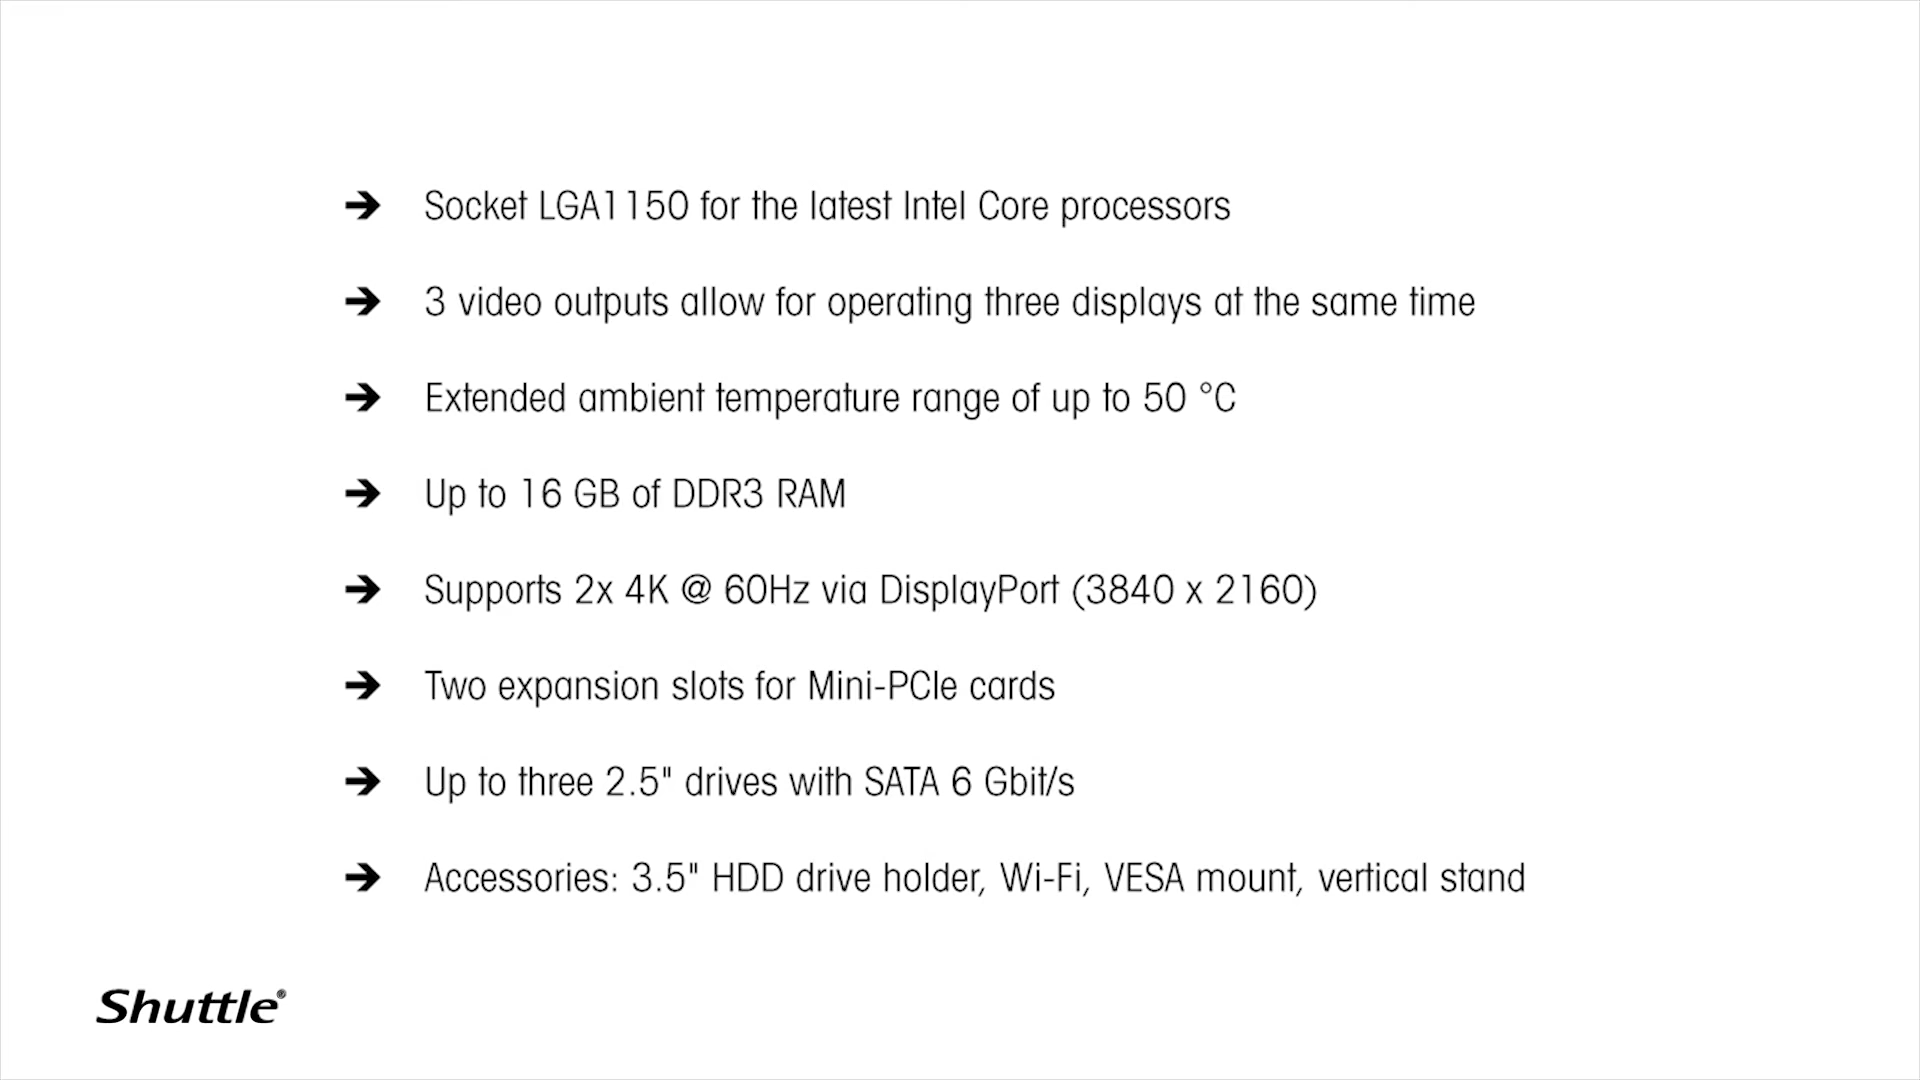 ➔ Socket LGA1150 for the latest Intel Core processors
➔ 3 video outputs allow for operating three displays at the same time
➔ Extended ambient temperature range of up to 50 °C
➔ Up to 16 GB of DDR3 RAM
➔ Supports 2x 4K @ 60Hz via DisplayPort (3840 x 2160)
➔ Two expansion slots for Mini-PCIe cards
➔ Up to three 2.5" drives with SATA 6 Gbit/s
➔ Accessories: 3.5" HDD drive holder, Wi-Fi, VESA mount, vertical stand
Shuttle®